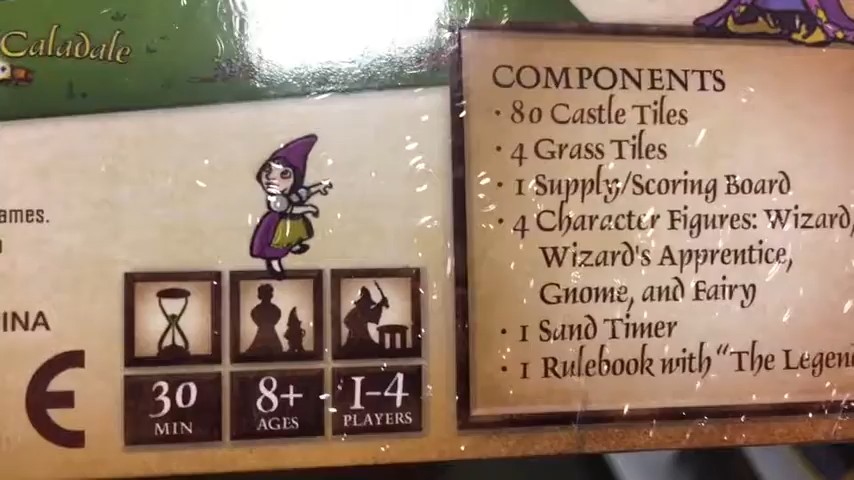 Caladale
ames.
INA
CE
30
MIN
8+
AGES
1-4
PLAYERS
COMPONENTS
· 80 Castle Tiles
· 4 Grass Tiles
· 1 Supply/Scoring Board
· 4 Character Figures: Wizard,
Wizard's Apprentice,
Gnome, and Fairy
· 1 Sand Timer
· 1 Rulebook with “The Legen